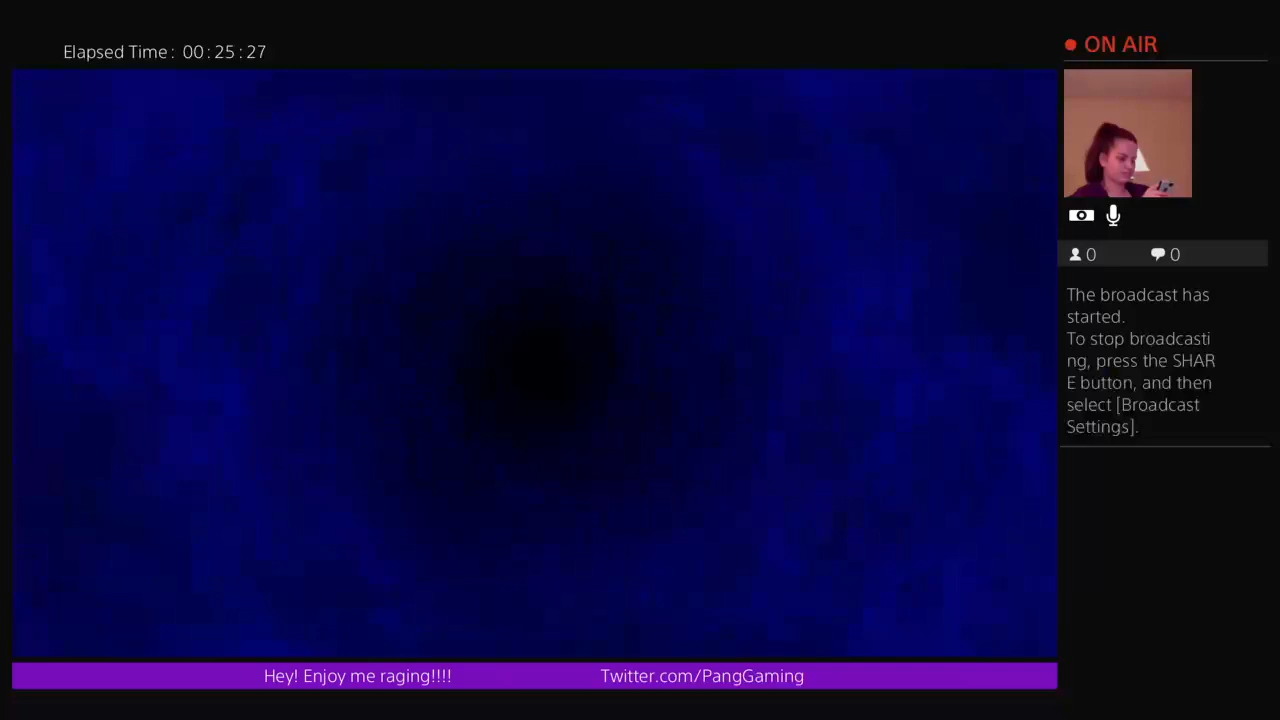 Elapsed Time: 00:25:27
ON AIR
0 0
The broadcast has
started.
To stop broadcasti
ng, press the SHAR
E button, and then
select [Broadcast
Settings].
Hey! Enjoy me raging!!!! Twitter.com/PangGaming